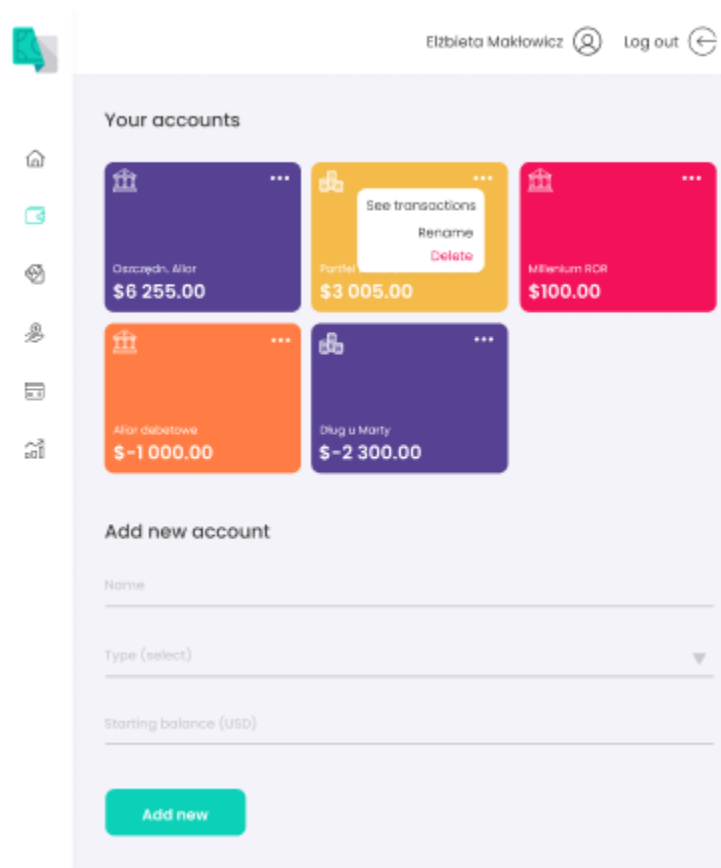 Elżbieta Makłowicz
Log out
Your accounts
Oszczędn. Alior
$6 255.00
See transactions
Rename
Delete
Portfel
$3 005.00
Millenium ROR
$100.00
Alior debetowe
$-1 000.00
Dług u Marty
$-2 300.00
Add new account
Name
Type (select)
Starting balance (USD)
Add new